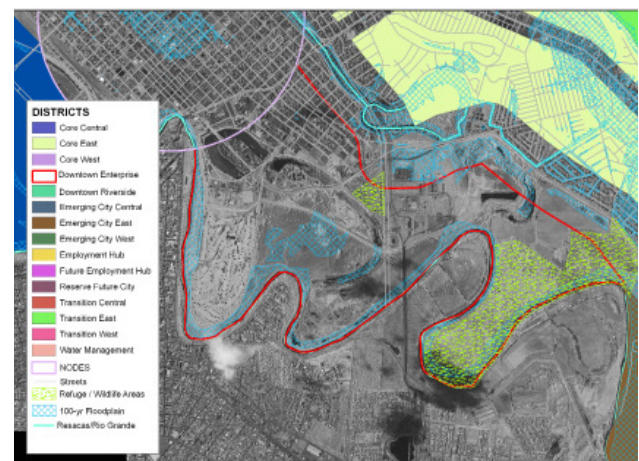 DISTRICTS
Core Central
Core East
Core West
Downtown Enterprise
Downtown Riverside
Emerging City Central
Emerging City East
Emerging City West
Employment Hub
Future Employment Hub
Reserve Future City
Transition Central
Transition East
Transition West
Water Management
NODES
Streets
Refuge / Wildlife Areas
100-yr Floodplain
Resacas/Rio Grande